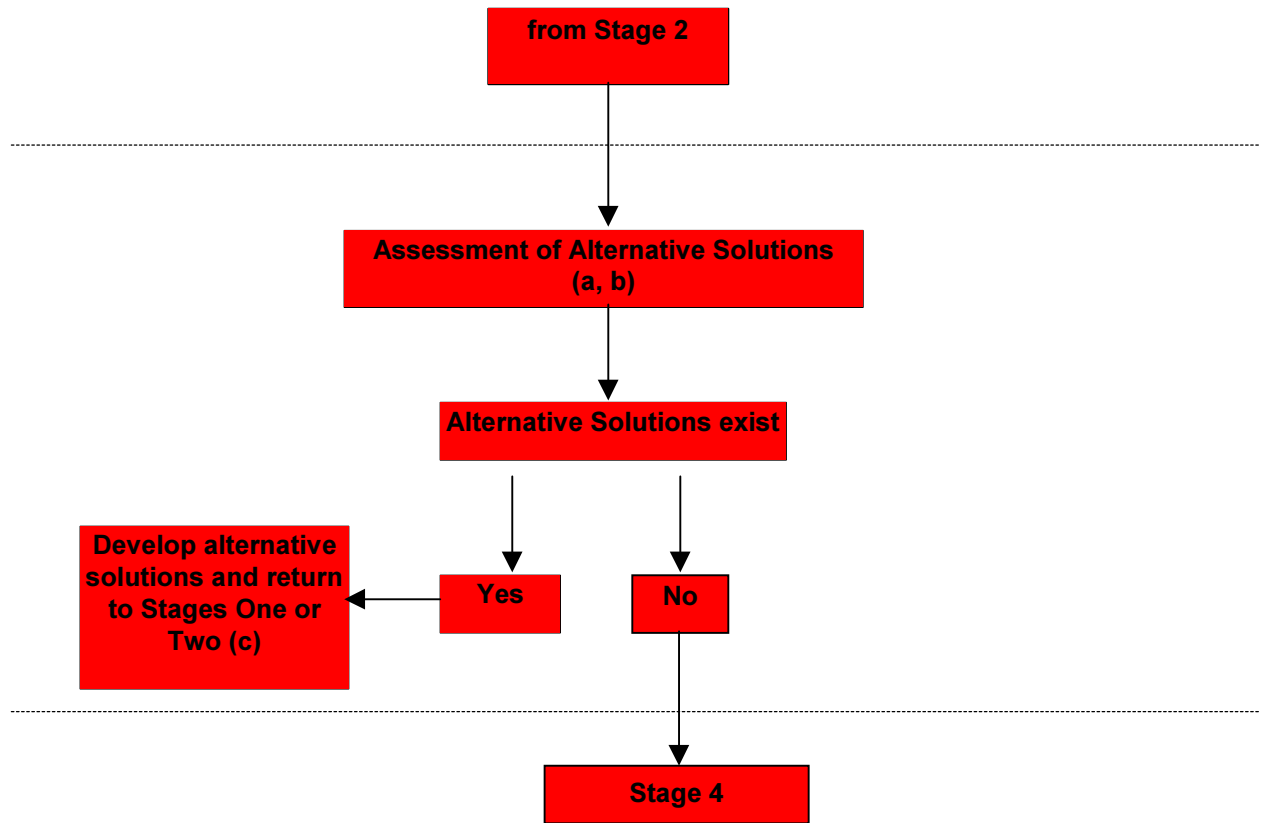 from Stage 2
Assessment of Alternative Solutions
(a, b)
Alternative Solutions exist
Develop alternative
solutions and return
to Stages One or
Two (c)
Yes
No
Stage 4